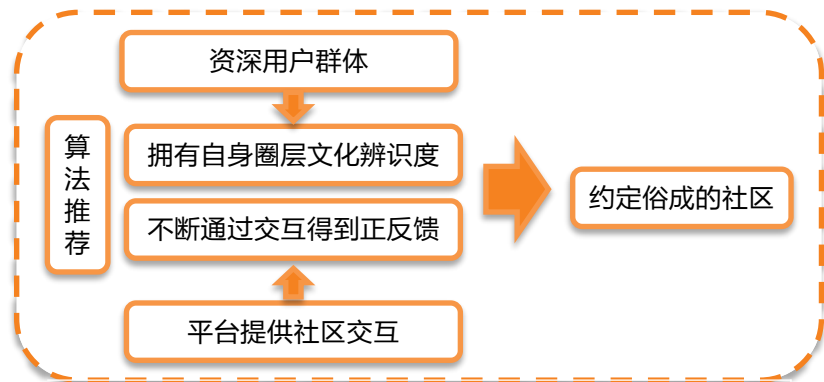 资深用户群体
算法推荐
拥有自身圈层文化辨识度
不断通过交互得到正反馈
约定俗成的社区
平台提供社区交互